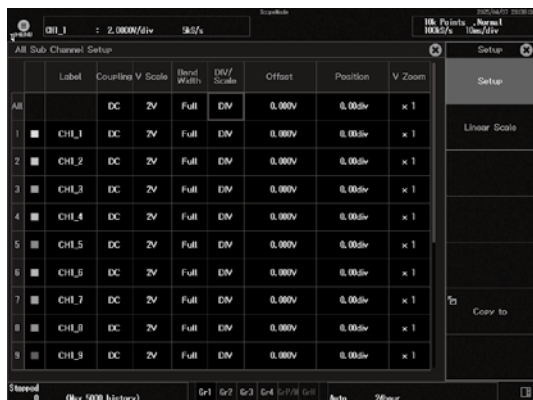 ScopeMode
MENU CH1_1 : 2.0000V/div 5kS/s
10k Points Normal
100kS/s 10ms/div
All Sub Channel Setup
Setup
Label Coupling V Scale Band Width DIV/Scale Offset Position V Zoom
All DC 2V Full DIV 0.000V 0.00div × 1
1 CH1_1 DC 2V Full DIV 0.000V 0.00div × 1
2 CH1_2 DC 2V Full DIV 0.000V 0.00div × 1
3 CH1_3 DC 2V Full DIV 0.000V 0.00div × 1
4 CH1_4 DC 2V Full DIV 0.000V 0.00div × 1
5 CH1_5 DC 2V Full DIV 0.000V 0.00div × 1
6 CH1_6 DC 2V Full DIV 0.000V 0.00div × 1
7 CH1_7 DC 2V Full DIV 0.000V 0.00div × 1
8 CH1_8 DC 2V Full DIV 0.000V 0.00div × 1
9 CH1_9 DC 2V Full DIV 0.000V 0.00div × 1
Setup
Linear Scale
Copy to
Stopped
0 (Max 5000 history)
Gr1 Gr2 Gr3 Gr4
Auto 24hour